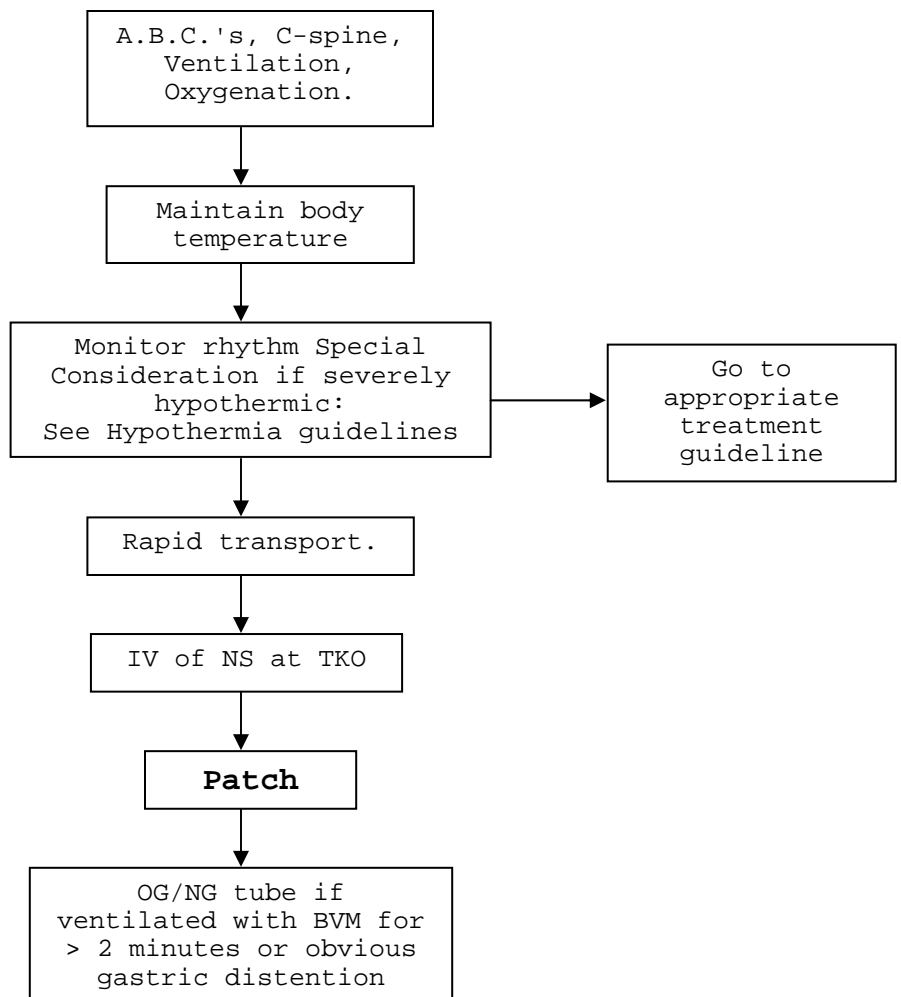 A.B.C.'s, C-spine,
Ventilation,
Oxygenation.
Maintain body
temperature
Monitor rhythm Special
Consideration if severely
hypothermic:
See Hypothermia guidelines
Go to
appropriate
treatment
guideline
Rapid transport.
IV of NS at TKO
Patch
OG/NG tube if
ventilated with BVM for
> 2 minutes or obvious
gastric distention